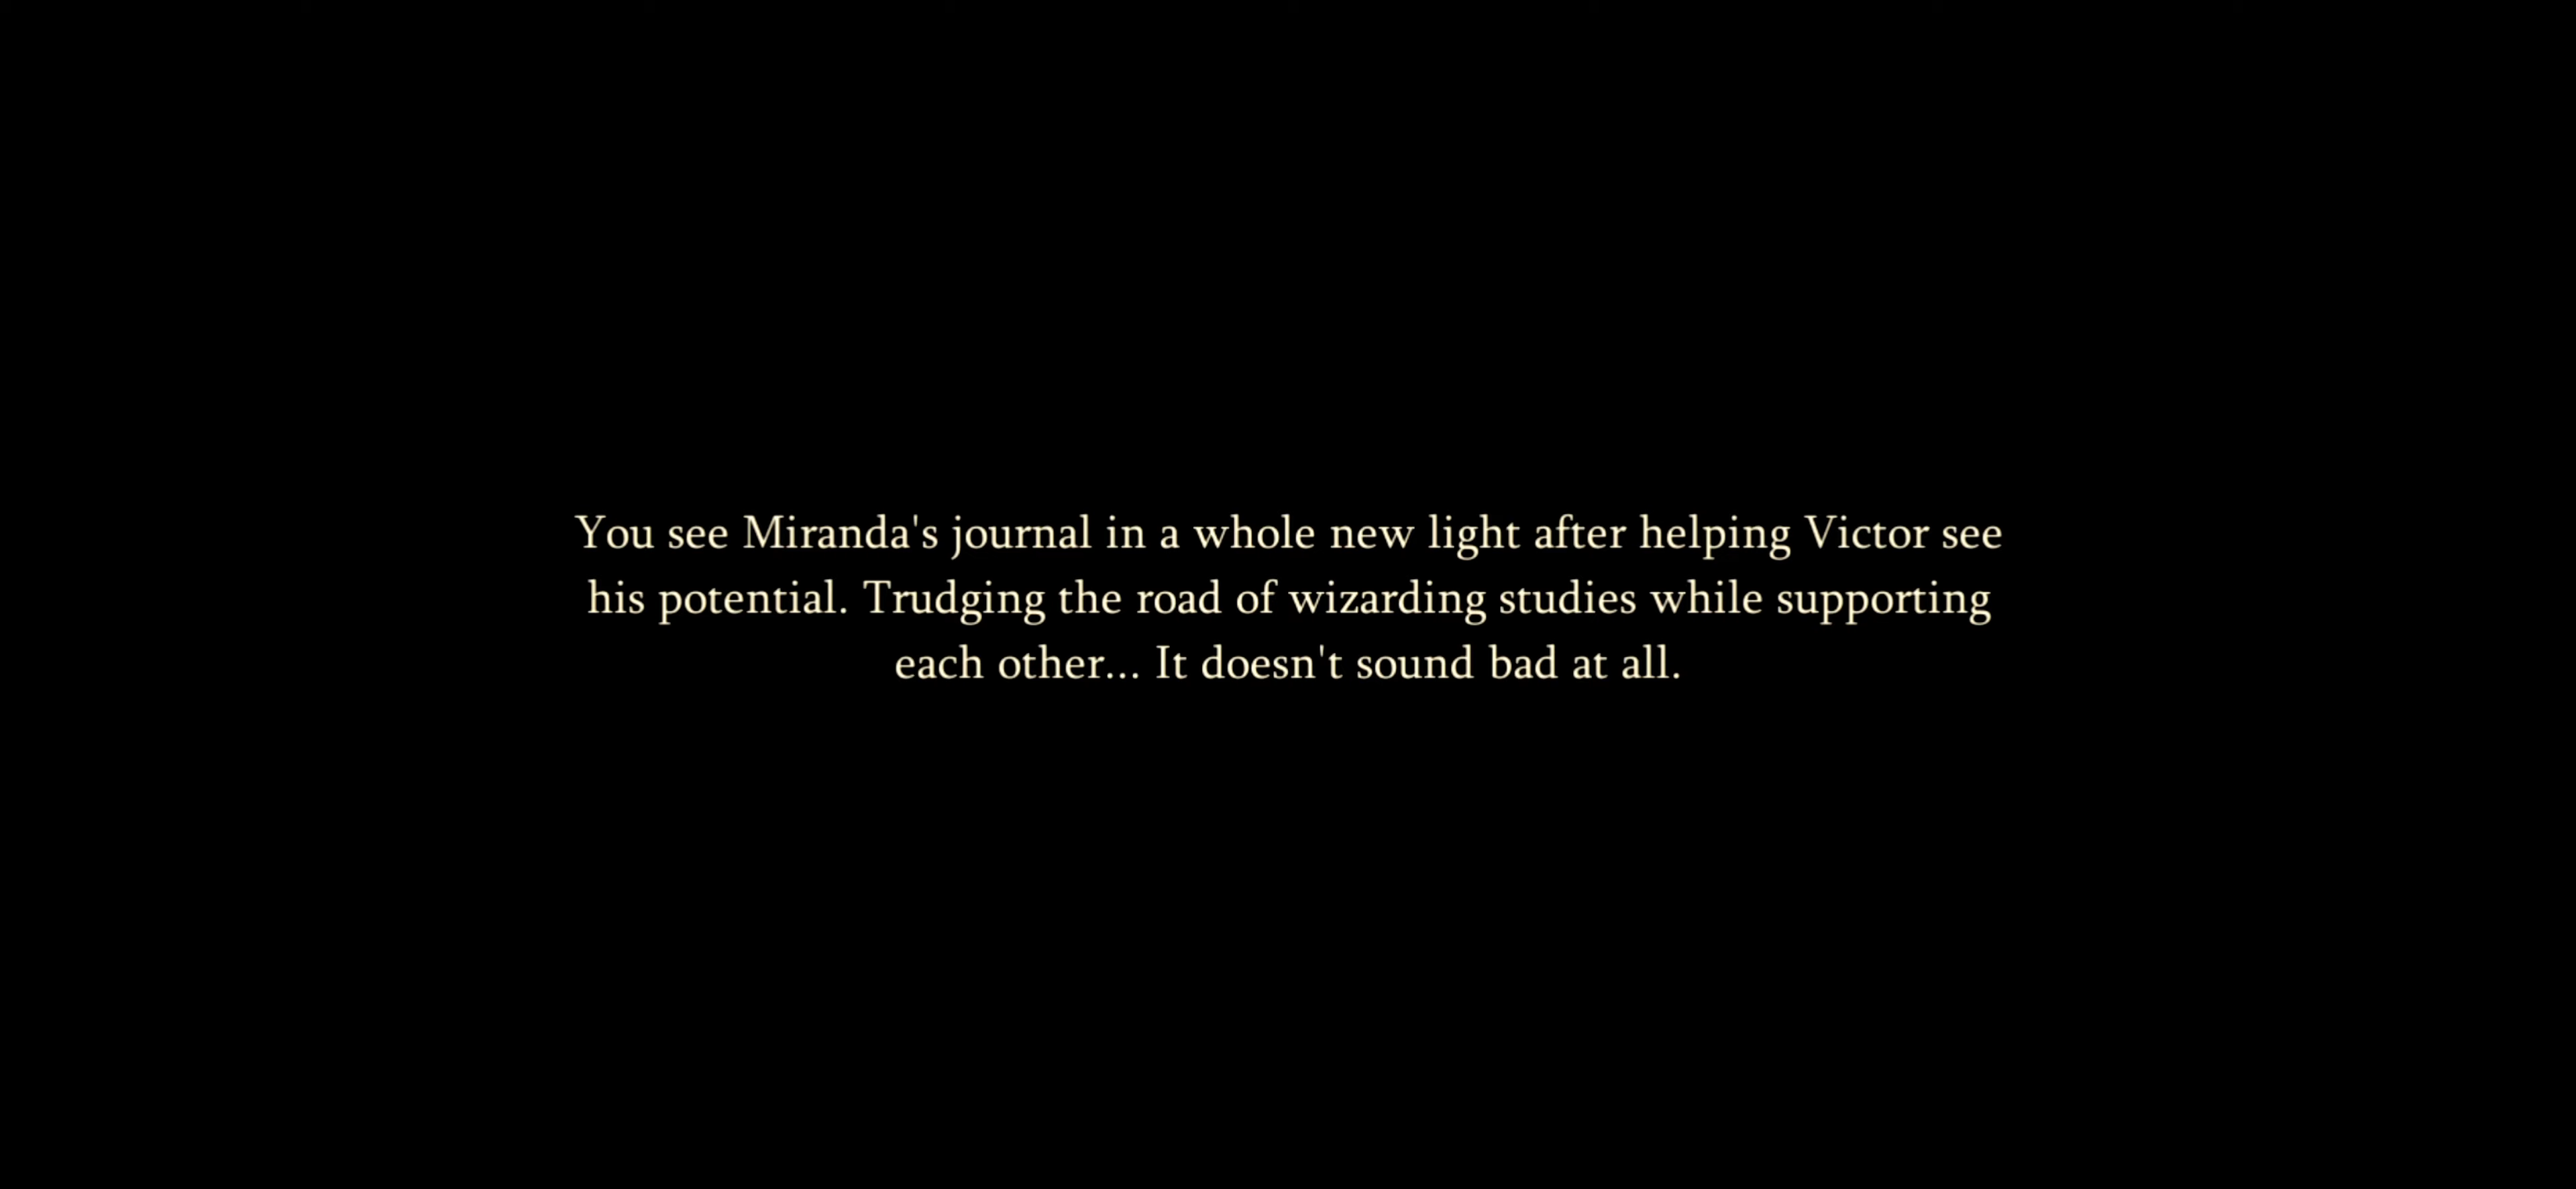 You see Miranda's journal in a whole new light after helping Victor see
his potential. Trudging the road of wizarding studies while supporting
each other... It doesn't sound bad at all.